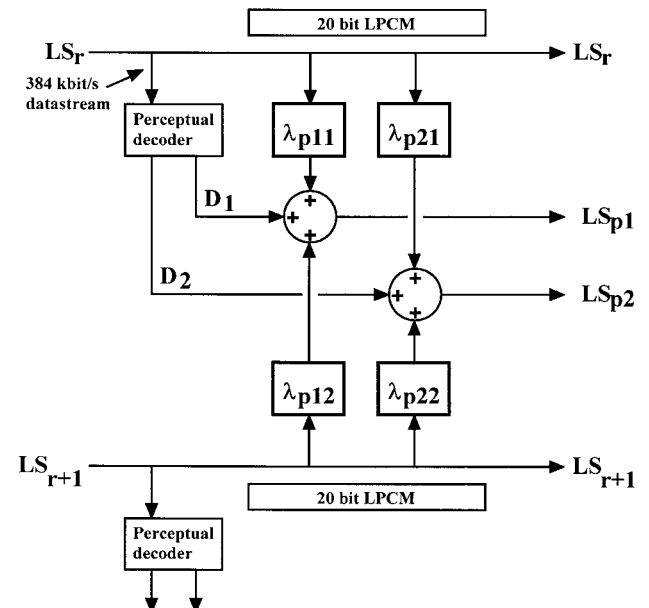 20 bit LPCM
LSr
LSr
384 kbit/s
datastream
Perceptual
decoder
λp11
λp21
D1
+
+
+
LSp1
D2
+
+
+
LSp2
λp12
λp22
LSr+1
LSr+1
20 bit LPCM
Perceptual
decoder